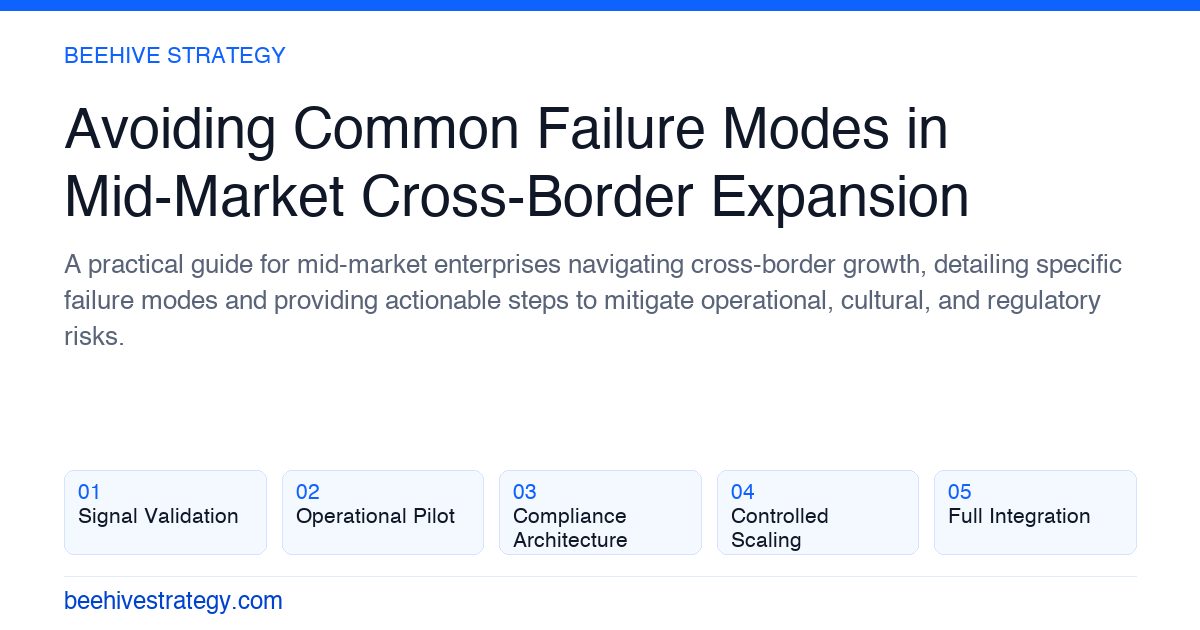 BEEHIVE STRATEGY
Avoiding Common Failure Modes in
Mid-Market Cross-Border Expansion
A practical guide for mid-market enterprises navigating cross-border growth, detailing specific
failure modes and providing actionable steps to mitigate operational, cultural, and regulatory
risks.
01
Signal Validation
02
Operational Pilot
03
Compliance
Architecture
04
Controlled
Scaling
05
Full Integration
beehivestrategy.com